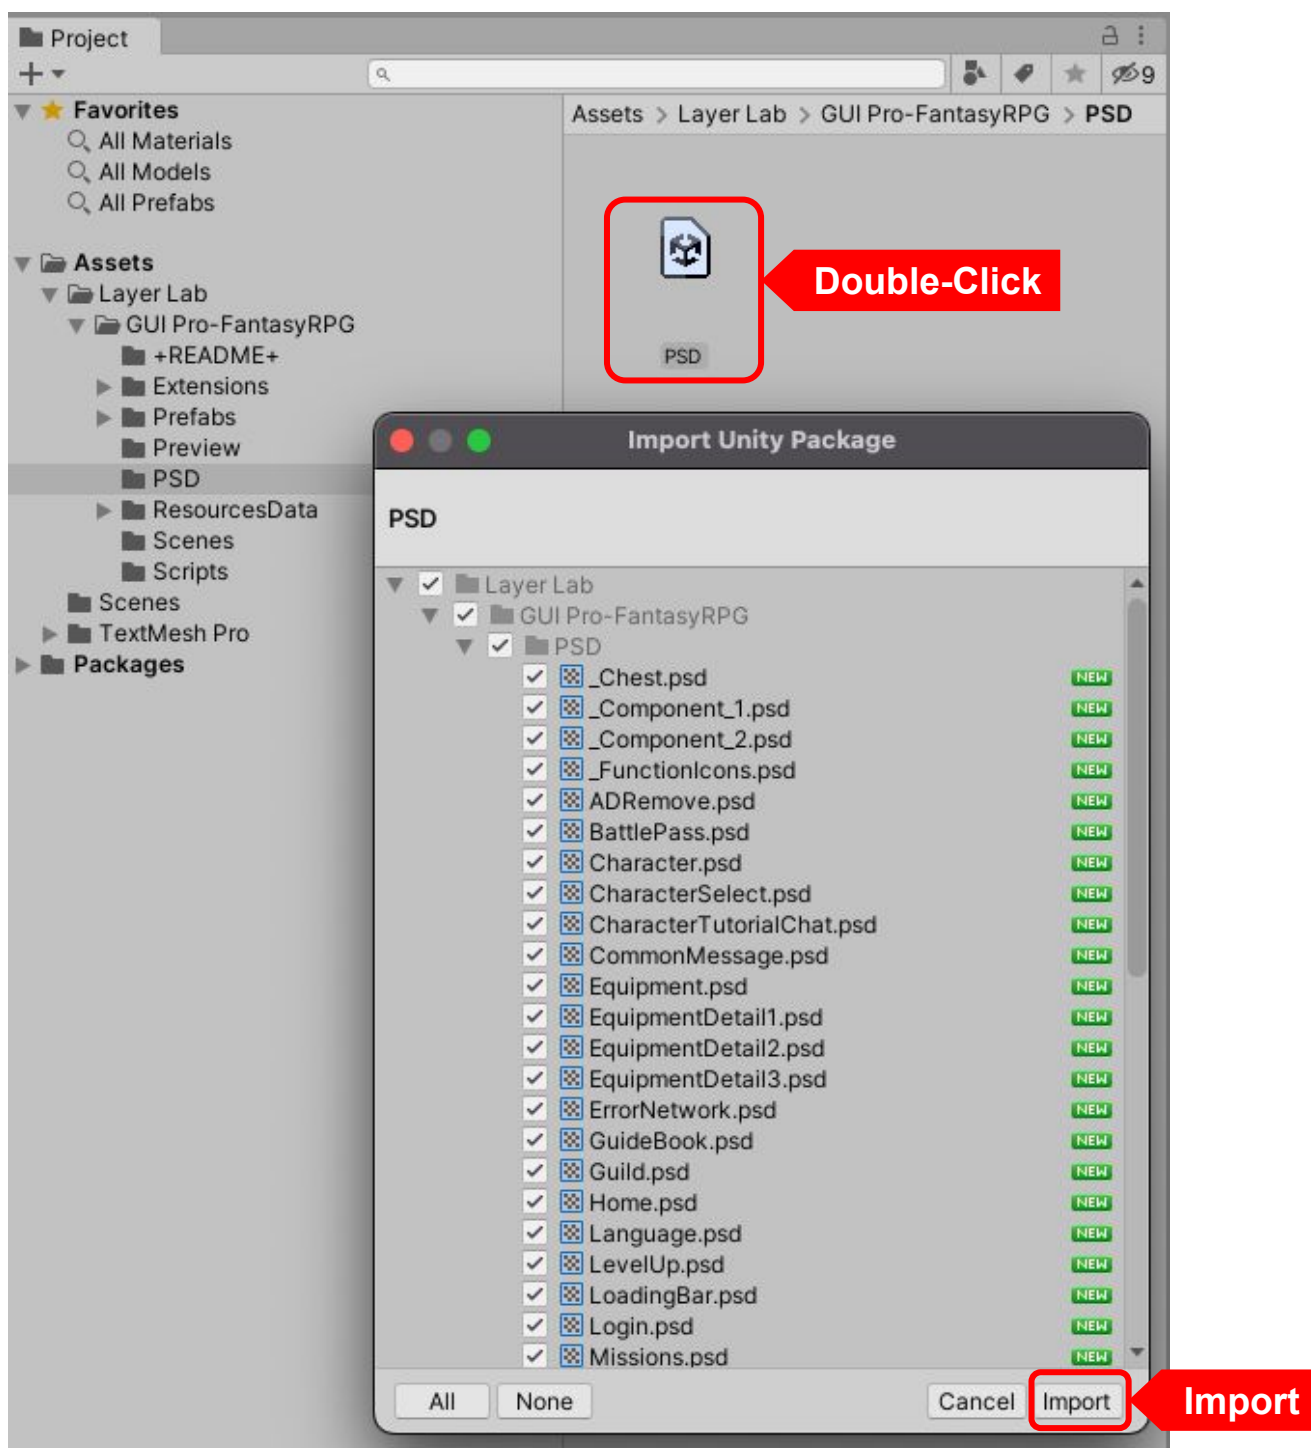 Project
9
Favorites
All Materials
All Models
All Prefabs
Assets
Layer Lab
GUI Pro-FantasyRPG
+README+
Extensions
Prefabs
Preview
PSD
ResourcesData
Scenes
Scripts
Scenes
TextMesh Pro
Packages
Assets > Layer Lab > GUI Pro-FantasyRPG > PSD
PSD
Double-Click
Import Unity Package
PSD
Layer Lab
GUI Pro-FantasyRPG
PSD
_Chest.psd NEW
_Component_1.psd NEW
_Component_2.psd NEW
_FunctionIcons.psd NEW
ADRemove.psd NEW
BattlePass.psd NEW
Character.psd NEW
CharacterSelect.psd NEW
CharacterTutorialChat.psd NEW
CommonMessage.psd NEW
Equipment.psd NEW
EquipmentDetail1.psd NEW
EquipmentDetail2.psd NEW
EquipmentDetail3.psd NEW
ErrorNetwork.psd NEW
GuideBook.psd NEW
Guild.psd NEW
Home.psd NEW
Language.psd NEW
LevelUp.psd NEW
LoadingBar.psd NEW
Login.psd NEW
Missions.psd NEW
All None Cancel Import
Import